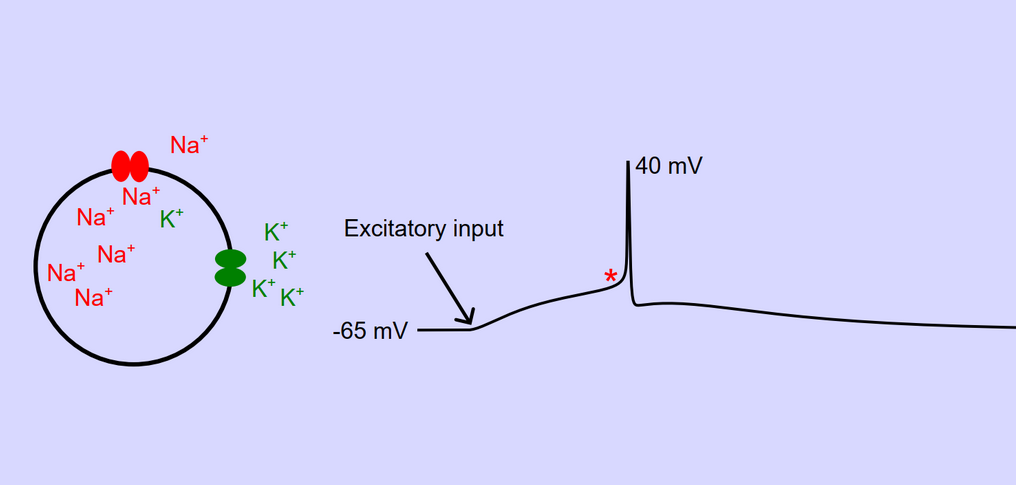 Na⁺
Na⁺
Na⁺
K⁺
K⁺
Na⁺
K⁺
Na⁺
K⁺
Na⁺
K⁺
Excitatory input
-65 mV
*
40 mV